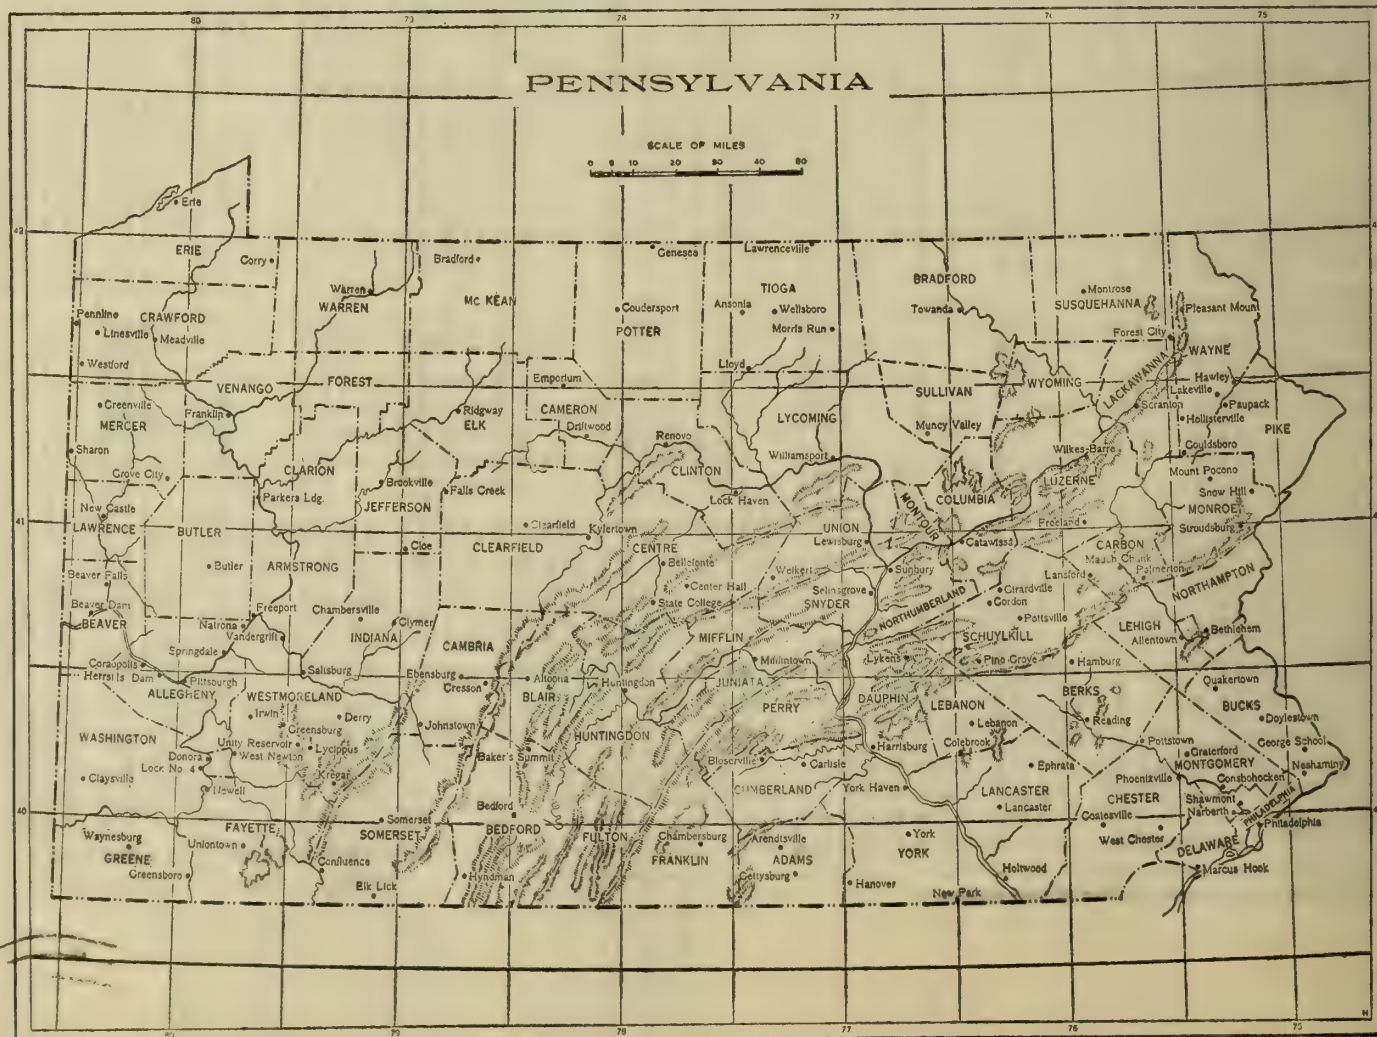 80 79 78 77 76 75
PENNSYLVANIA
SCALE OF MILES
0 5 10 20 30 40 50
42
Erie
42
ERIE
Corry
Bradford
Genesee
Lawrenceville
Warren
WARREN
Mc KEAN
Coudersport
POTTER
TIOGA
Ansonia
Wellsboro
Morris Run
BRADFORD
Towanda
Montrose
SUSQUEHANNA
Pleasant Mount
Pennline
CRAWFORD
Linesville
Meadville
Forest City
WAYNE
Westford
VENANGO
FOREST
Emporium
Lloyd
SULLIVAN
WYOMING
LACKAWANNA
Hawley
Lakeville
Greenville
MERCER
Franklin
Ridgway
ELK
CAMERON
Driftwood
LYCOMING
Muncy Valley
Scranton
Paupack
Hollisterville
PIKE
Sharon
Renovo
Williamsport
Wilkes-Barre
Gouldsboro
Grove City
CLARION
Brookville
Falls Creek
CLINTON
Lock Haven
COLUMBIA
LUZERNE
Mount Pocono
Snow Hill
Parkers Ldg.
JEFFERSON
MONTOUR
MONROE
New Castle
41
LAWRENCE
BUTLER
Clearfield
Kylertown
UNION
Lewisburg
Catawissa
Freeland
Stroudsburg
41
Cloe
CLEARFIELD
CENTRE
Bellefonte
CARBON
Mauch Chunk
Palmerton
Beaver Falls
Butler
ARMSTRONG
Center Hall
Weikert
Sunbury
Lansford
NORTHAMPTON
Beaver Dam
BEAVER
Freeport
Chambersville
State College
Selinsgrove
SNYDER
Girardville
Gordon
Natrona
Vandergrift
INDIANA
Clymer
MIFFLIN
NORTHUMBERLAND
Pottsville
LEHIGH
Allentown
Bethlehem
Springdale
CAMBRIA
SCHUYLKILL
Coraopolis
Herr's Is Dam
Pittsburgh
Saltsburg
Ebensburg
Cresson
Altoona
BLAIR
Huntingdon
Mifflintown
JUNIATA
Lykens
Pine Grove
Hamburg
ALLEGHENY
WESTMORELAND
Quakertown
Irwin
Derry
Greensburg
Johnstown
PERRY
DAUPHIN
LEBANON
BERKS
Reading
BUCKS
Doylestown
WASHINGTON
Unity Reservoir
Lycippus
HUNTINGDON
Harrisburg
Lebanon
Colebrook
Pottstown
George School
Donora
West Newton
Lock No. 4
Baker's Summit
Bloserville
Carlisle
Ephrata
Graterford
MONTGOMERY
Neshaminy
Claysville
Kregar
Phoenixville
Conshohocken
Newell
CUMBERLAND
York Haven
LANCASTER
Lancaster
CHESTER
Shawmont
Narberth
PHILADELPHIA
Bedford
40
FAYETTE
Somerset
SOMERSET
BEDFORD
FULTON
Chambersburg
Arendtsville
York
YORK
Coatesville
West Chester
Philadelphia
40
Waynesburg
GREENE
Uniontown
FRANKLIN
ADAMS
DELAWARE
Greensboro
Confluence
Hyndman
Gettysburg
Hanover
Holtwood
Marcus Hook
Elk Lick
New Park
80 79 78 77 76 75
H